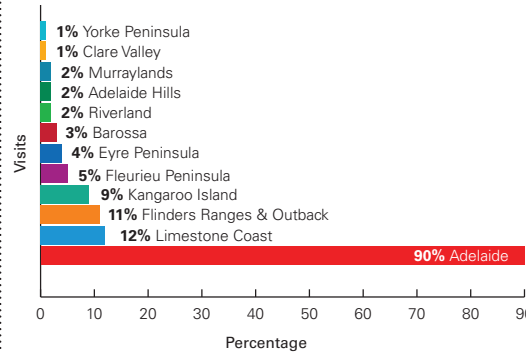 1% Yorke Peninsula
1% Clare Valley
2% Murraylands
2% Adelaide Hills
2% Riverland
3% Barossa
4% Eyre Peninsula
5% Fleurieu Peninsula
9% Kangaroo Island
11% Flinders Ranges & Outback
12% Limestone Coast
90% Adelaide
Visits
0 10 20 30 40 50 60 70 80 90
Percentage